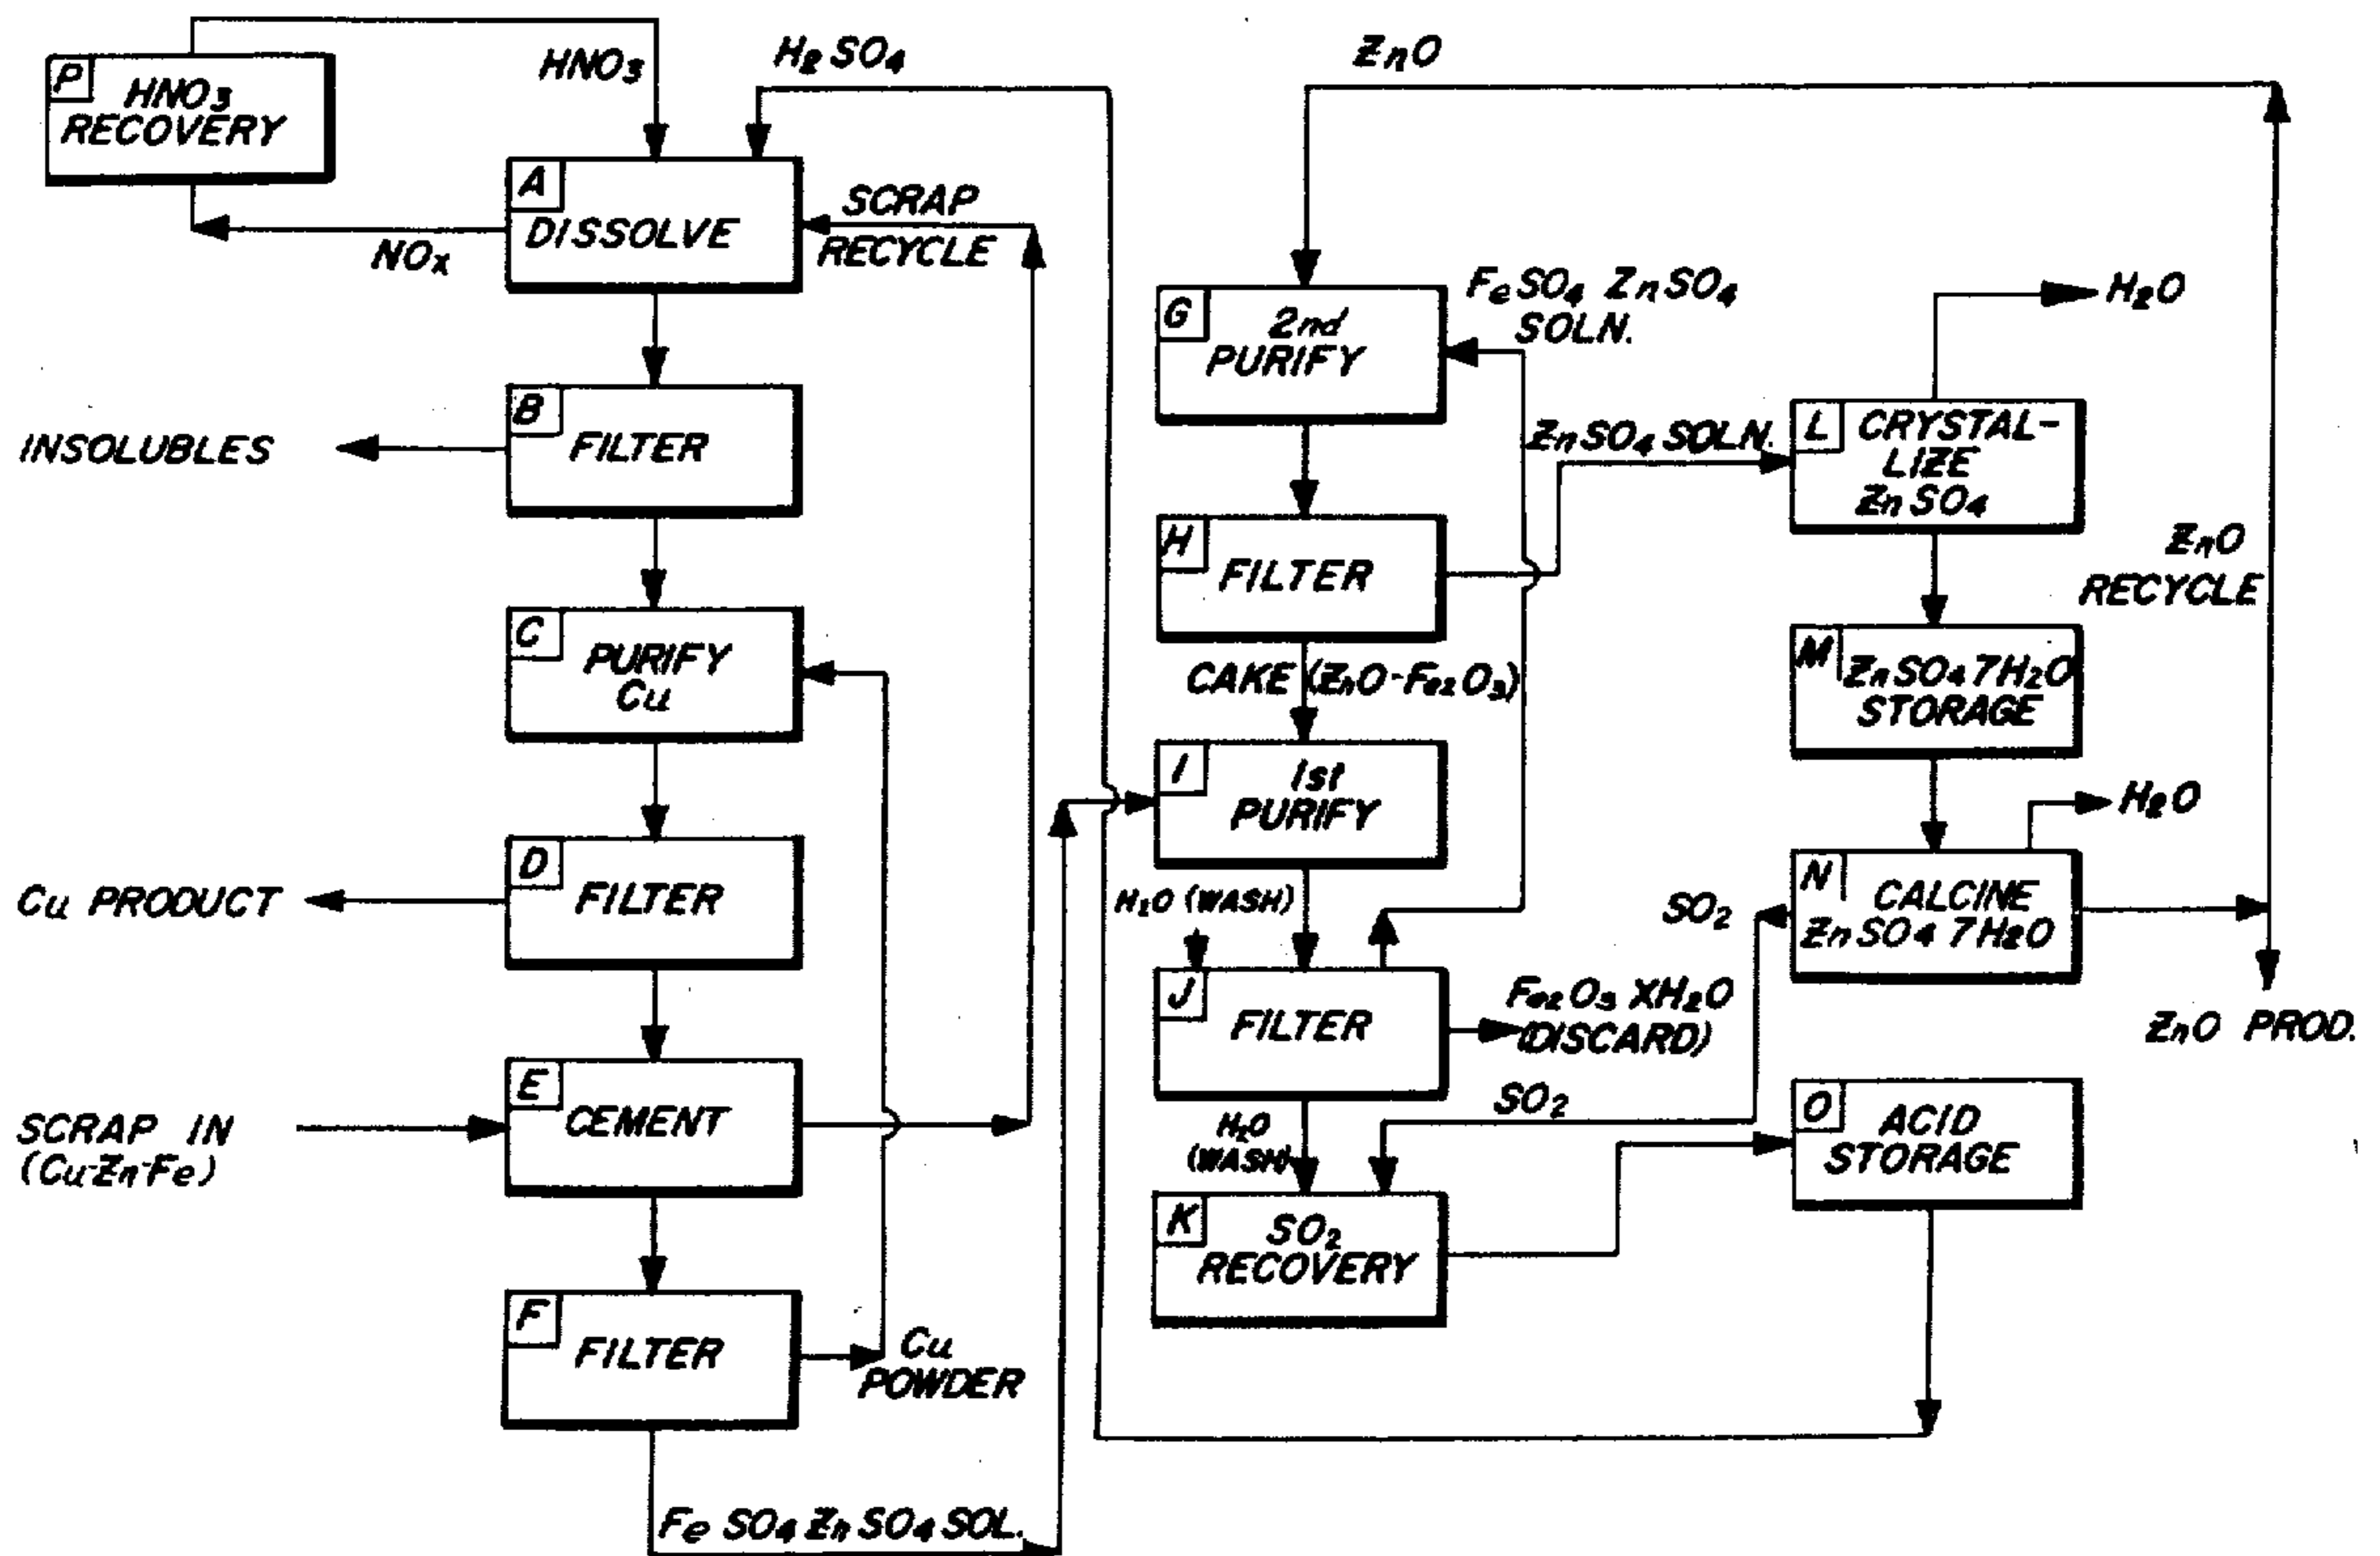 P
HNO3
RECOVERY
HNO3
H2SO4
A
DISSOLVE
NOx
SCRAP
RECYCLE
B
FILTER
INSOLUBLES
C
PURIFY
Cu
D
FILTER
Cu PRODUCT
E
CEMENT
SCRAP IN
(Cu-Zn-Fe)
F
FILTER
Cu
POWDER
Fe SO4 Zn SO4 SOL.
ZnO
G
2nd
PURIFY
FeSO4 ZnSO4
SOLN.
H
FILTER
ZnSO4 SOLN.
CAKE (ZnO-Fe2O3)
I
1st
PURIFY
H2O (WASH)
J
FILTER
Fe2O3 XH2O
(DISCARD)
H2O
(WASH)
SO2
K
SO2
RECOVERY
H2O
L
CRYSTAL-
LIZE
ZnSO4
ZnO
RECYCLE
M
ZnSO4 7H2O
STORAGE
H2O
N
CALCINE
ZnSO4 7H2O
SO2
ZnO PROD.
O
ACID
STORAGE